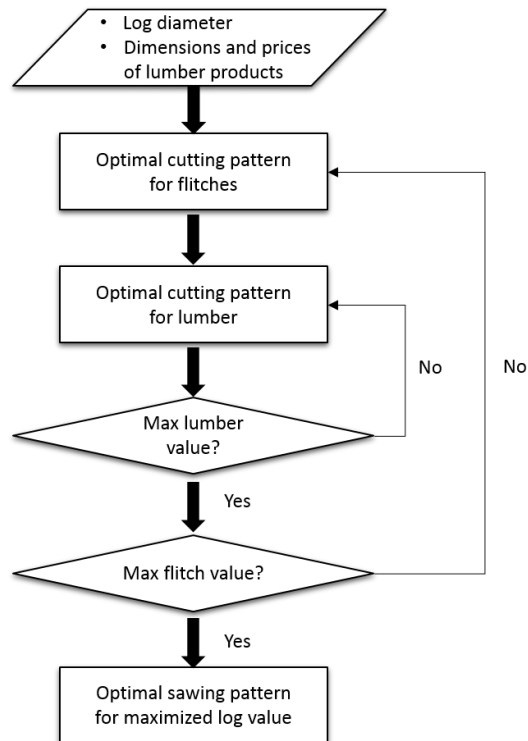 • Log diameter
• Dimensions and prices
of lumber products
Optimal cutting pattern
for flitches
Optimal cutting pattern
for lumber
No
No
Max lumber
value?
Yes
Max flitch value?
Yes
Optimal sawing pattern
for maximized log value